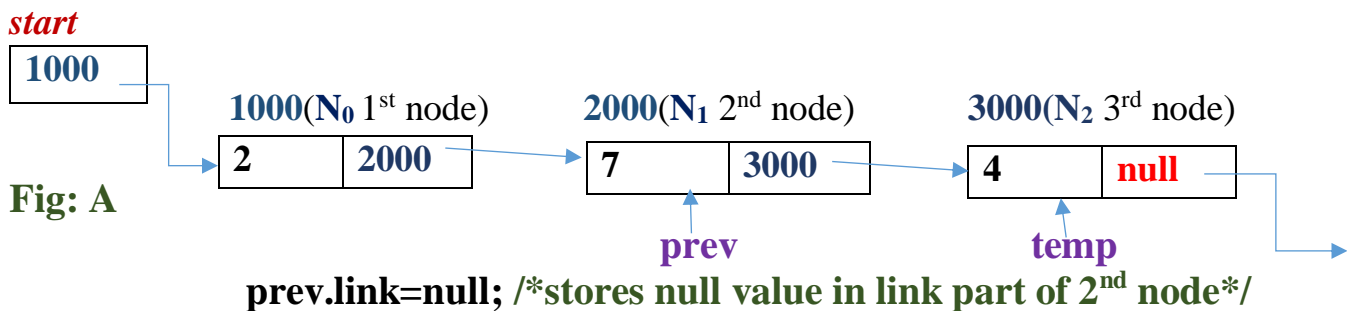 start
1000
1000(N₀ 1ˢᵗ node) 2000(N₁ 2ⁿᵈ node) 3000(N₂ 3ʳᵈ node)
2 2000 7 3000 4 null
Fig: A
prev temp
prev.link=null; /*stores null value in link part of 2ⁿᵈ node*/